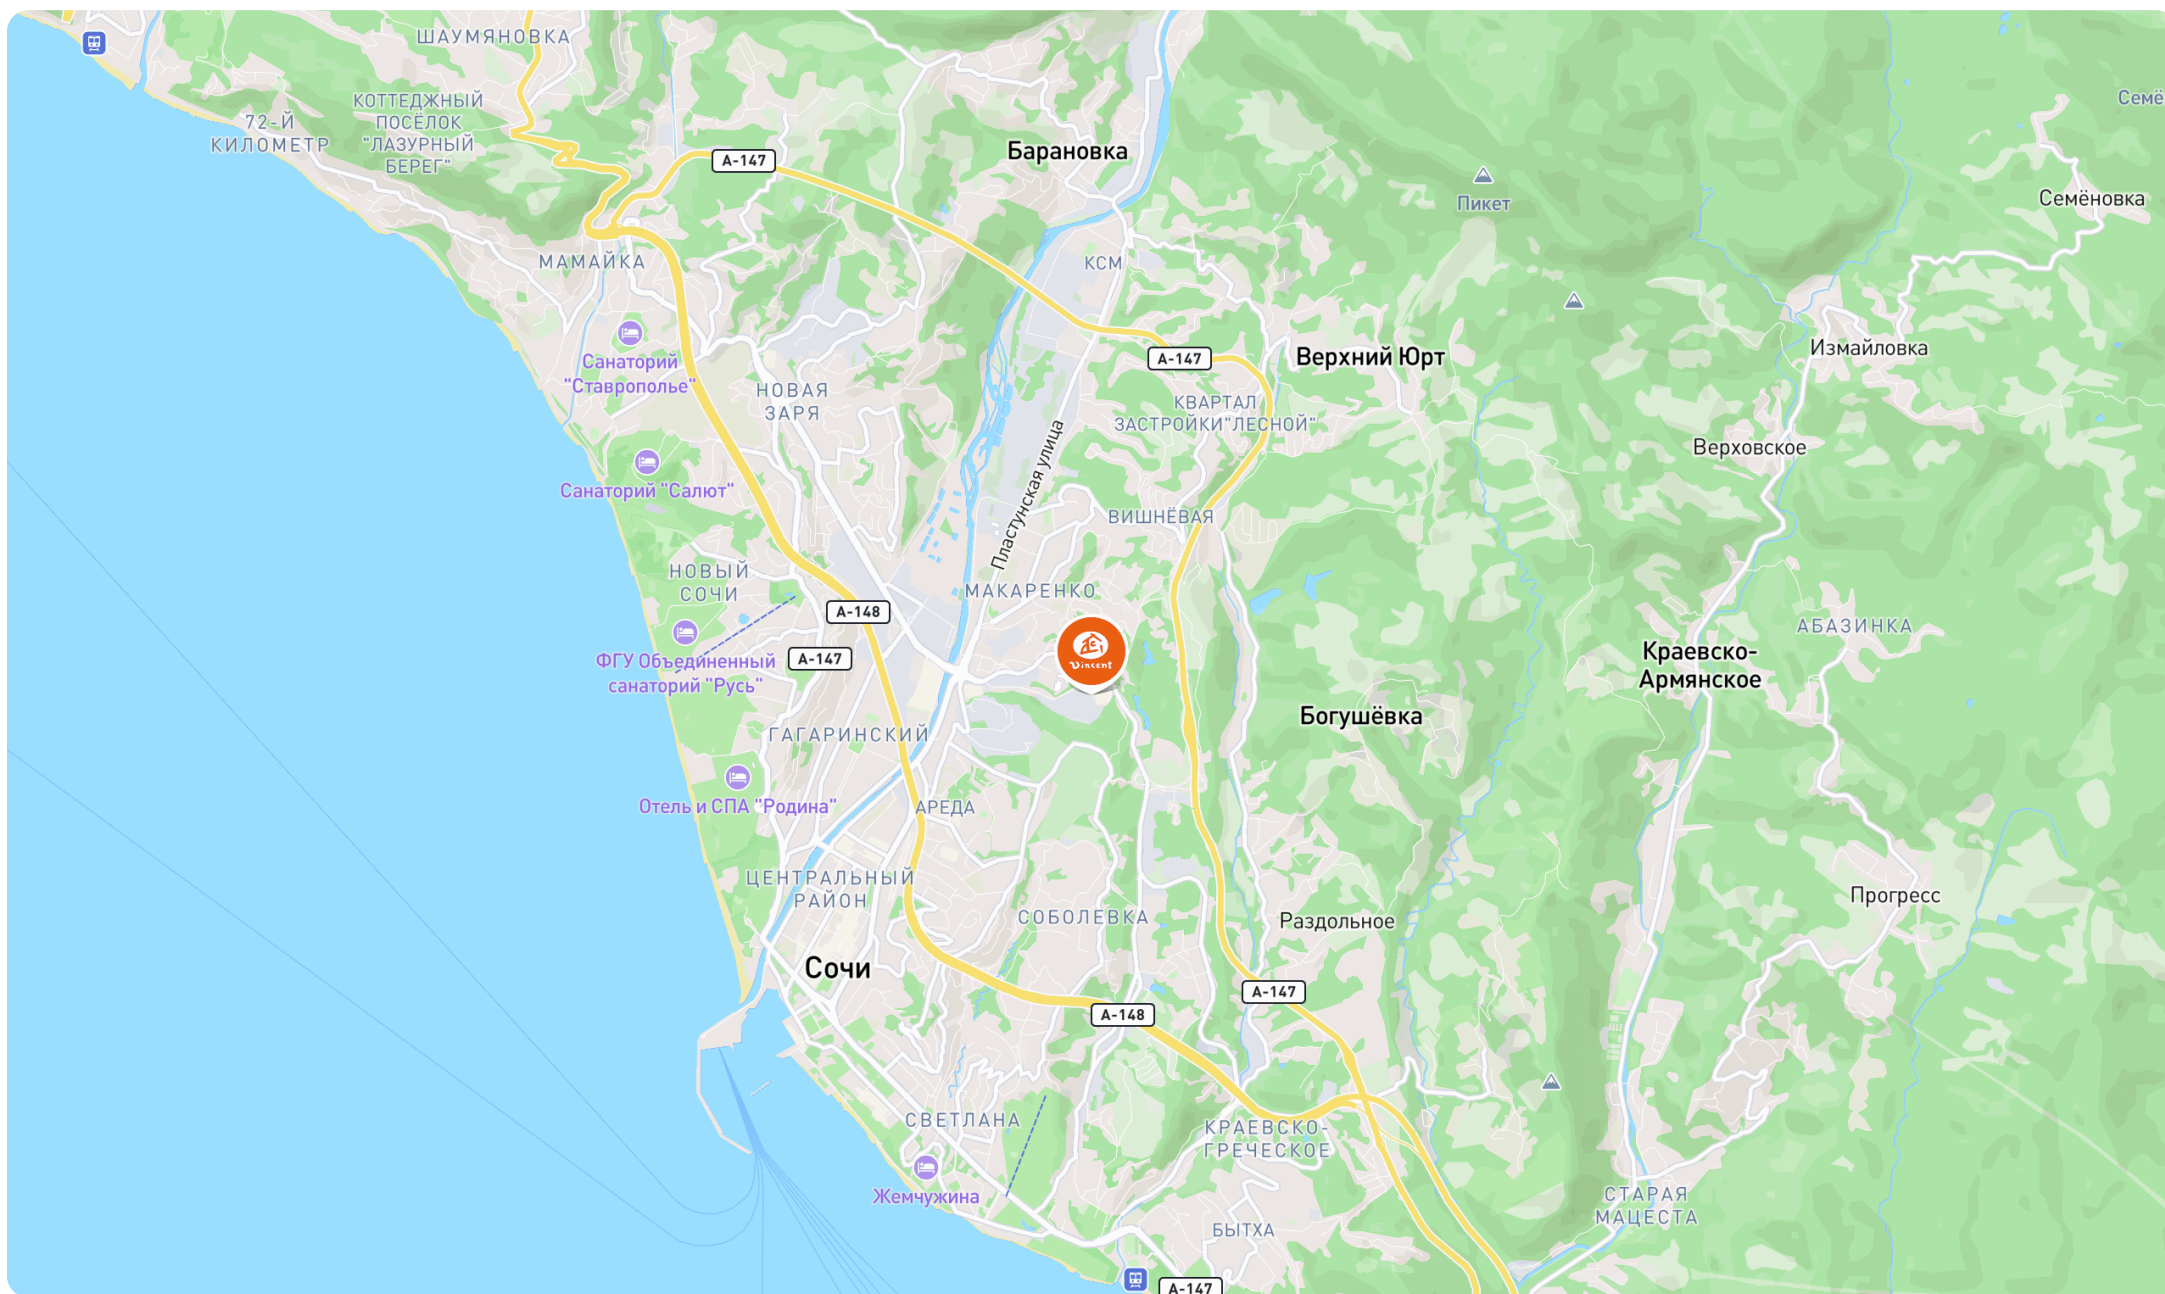 ШАУМЯНОВКА
КОТТЕДЖНЫЙ
ПОСЁЛОК
"ЛАЗУРНЫЙ
БЕРЕГ"
72-Й
КИЛОМЕТР
Семё
А-147
Барановка
Пикет
Семёновка
МАМАЙКА
КСМ
Санаторий
"Ставрополье"
НОВАЯ
ЗАРЯ
А-147
Верхний Юрт
Измайловка
КВАРТАЛ
ЗАСТРОЙКИ"ЛЕСНОЙ"
Пластунская улица
Верховское
Санаторий "Салют"
ВИШНЁВАЯ
НОВЫЙ
СОЧИ
МАКАРЕНКО
А-148
АБАЗИНКА
А-147
ФГУ Объединенный
санаторий "Русь"
Vincent
Краевско-
Армянское
Богушёвка
ГАГАРИНСКИЙ
Отель и СПА "Родина"
АРЕДА
ЦЕНТРАЛЬНЫЙ
РАЙОН
СОБОЛЕВКА
Раздольное
Прогресс
Сочи
А-147
А-148
СВЕТЛАНА
КРАЕВСКО-
ГРЕЧЕСКОЕ
Жемчужина
СТАРАЯ
МАЦЕСТА
БЫТХА
А-147